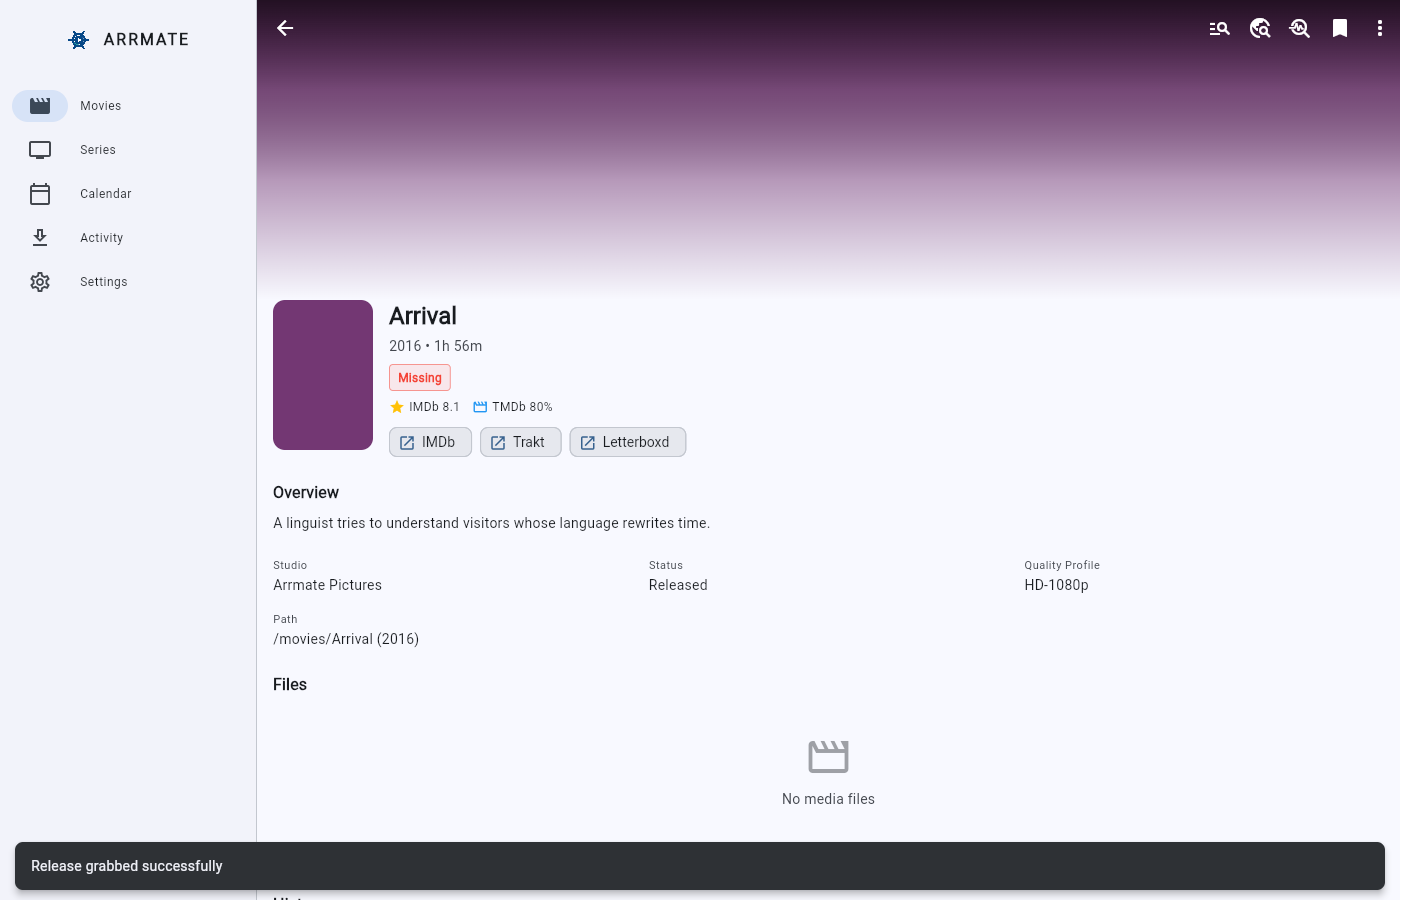 ARRMATE
Movies
Series
Calendar
Activity
Settings
Arrival
2016 • 1h 56m
Missing
IMDb 8.1 TMDb 80%
IMDb Trakt Letterboxd
Overview
A linguist tries to understand visitors whose language rewrites time.
Studio Status Quality Profile
Arrmate Pictures Released HD-1080p
Path
/movies/Arrival (2016)
Files
No media files
Release grabbed successfully